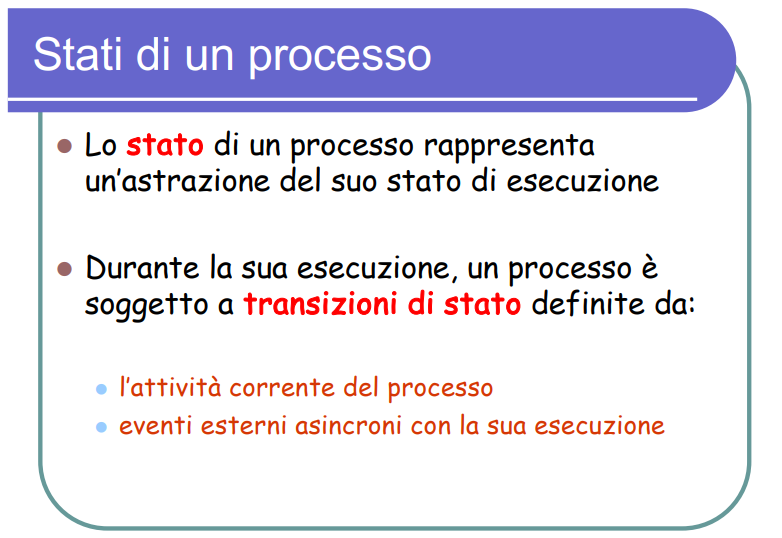 Stati di un processo
Lo stato di un processo rappresenta
un'astrazione del suo stato di esecuzione
Durante la sua esecuzione, un processo è
soggetto a transizioni di stato definite da:
l'attività corrente del processo
eventi esterni asincroni con la sua esecuzione